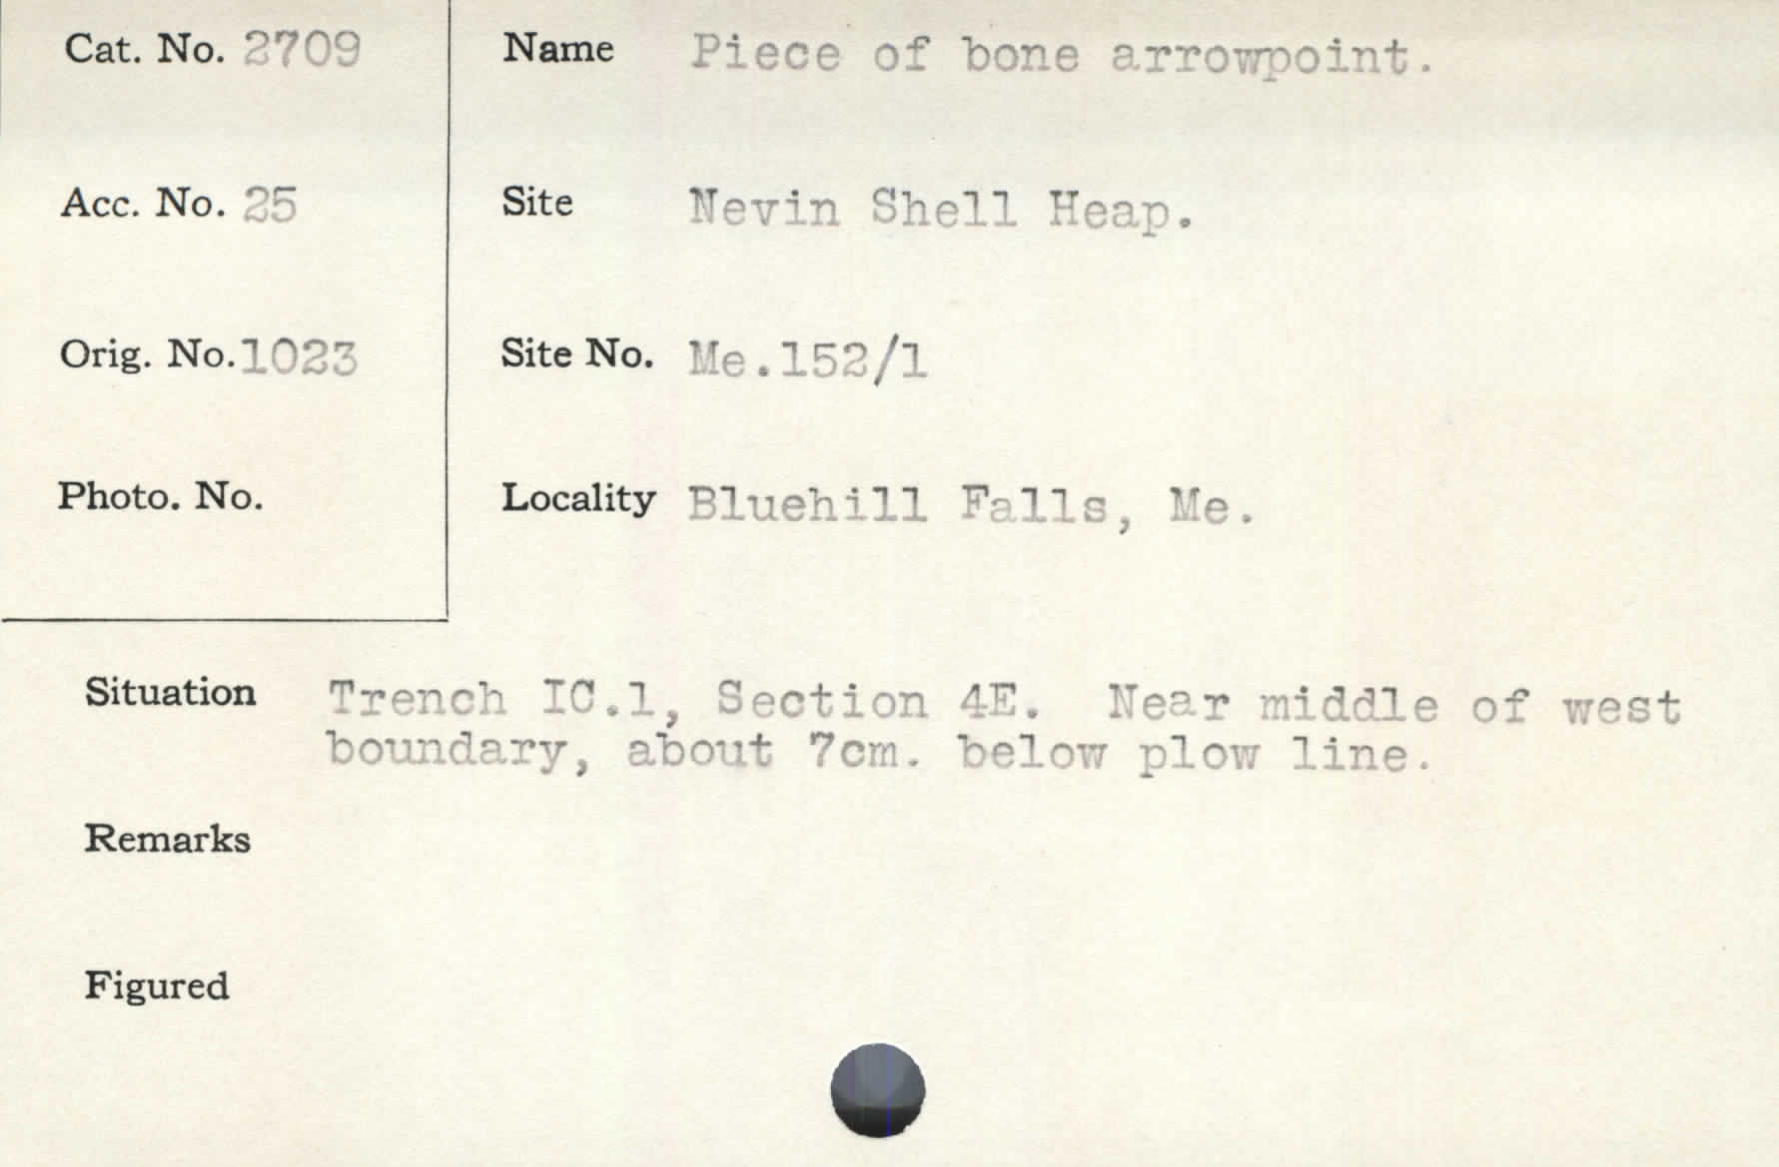 Cat. No. 2709
Name Piece of bone arrowpoint.
Acc. No. 25
Site Nevin Shell Heap.
Orig. No. 1023
Site No. Me.152/1
Photo. No.
Locality Bluehill Falls, Me.
Situation Trench IC.1, Section 4E. Near middle of west
boundary, about 7cm. below plow line.
Remarks
Figured